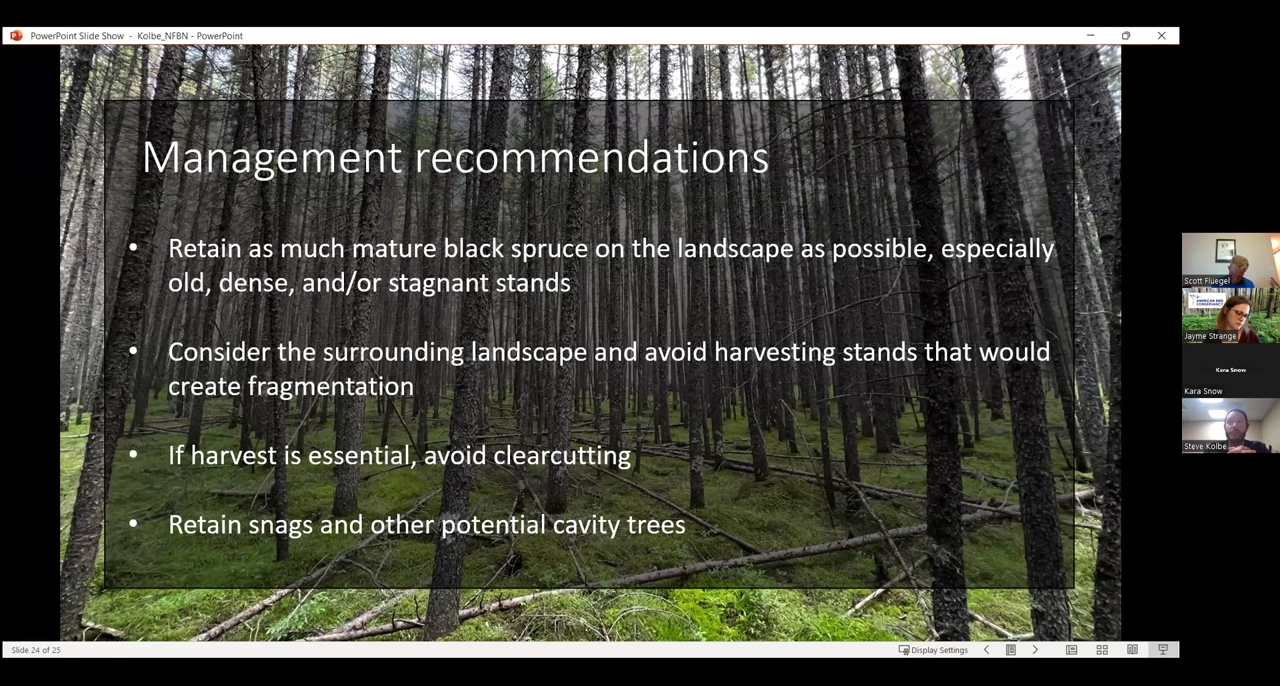 PowerPoint Slide Show - Kolbe_NFBN - PowerPoint
Management recommendations
• Retain as much mature black spruce on the landscape as possible, especially
old, dense, and/or stagnant stands
• Consider the surrounding landscape and avoid harvesting stands that would
create fragmentation
• If harvest is essential, avoid clearcutting
• Retain snags and other potential cavity trees
Scott Fluegel
AMERICAN BIRD
CONSERVANCY
Jayme Strange
Kara Snow
Kara Snow
Steve Kolbe
Slide 24 of 25
Display Settings